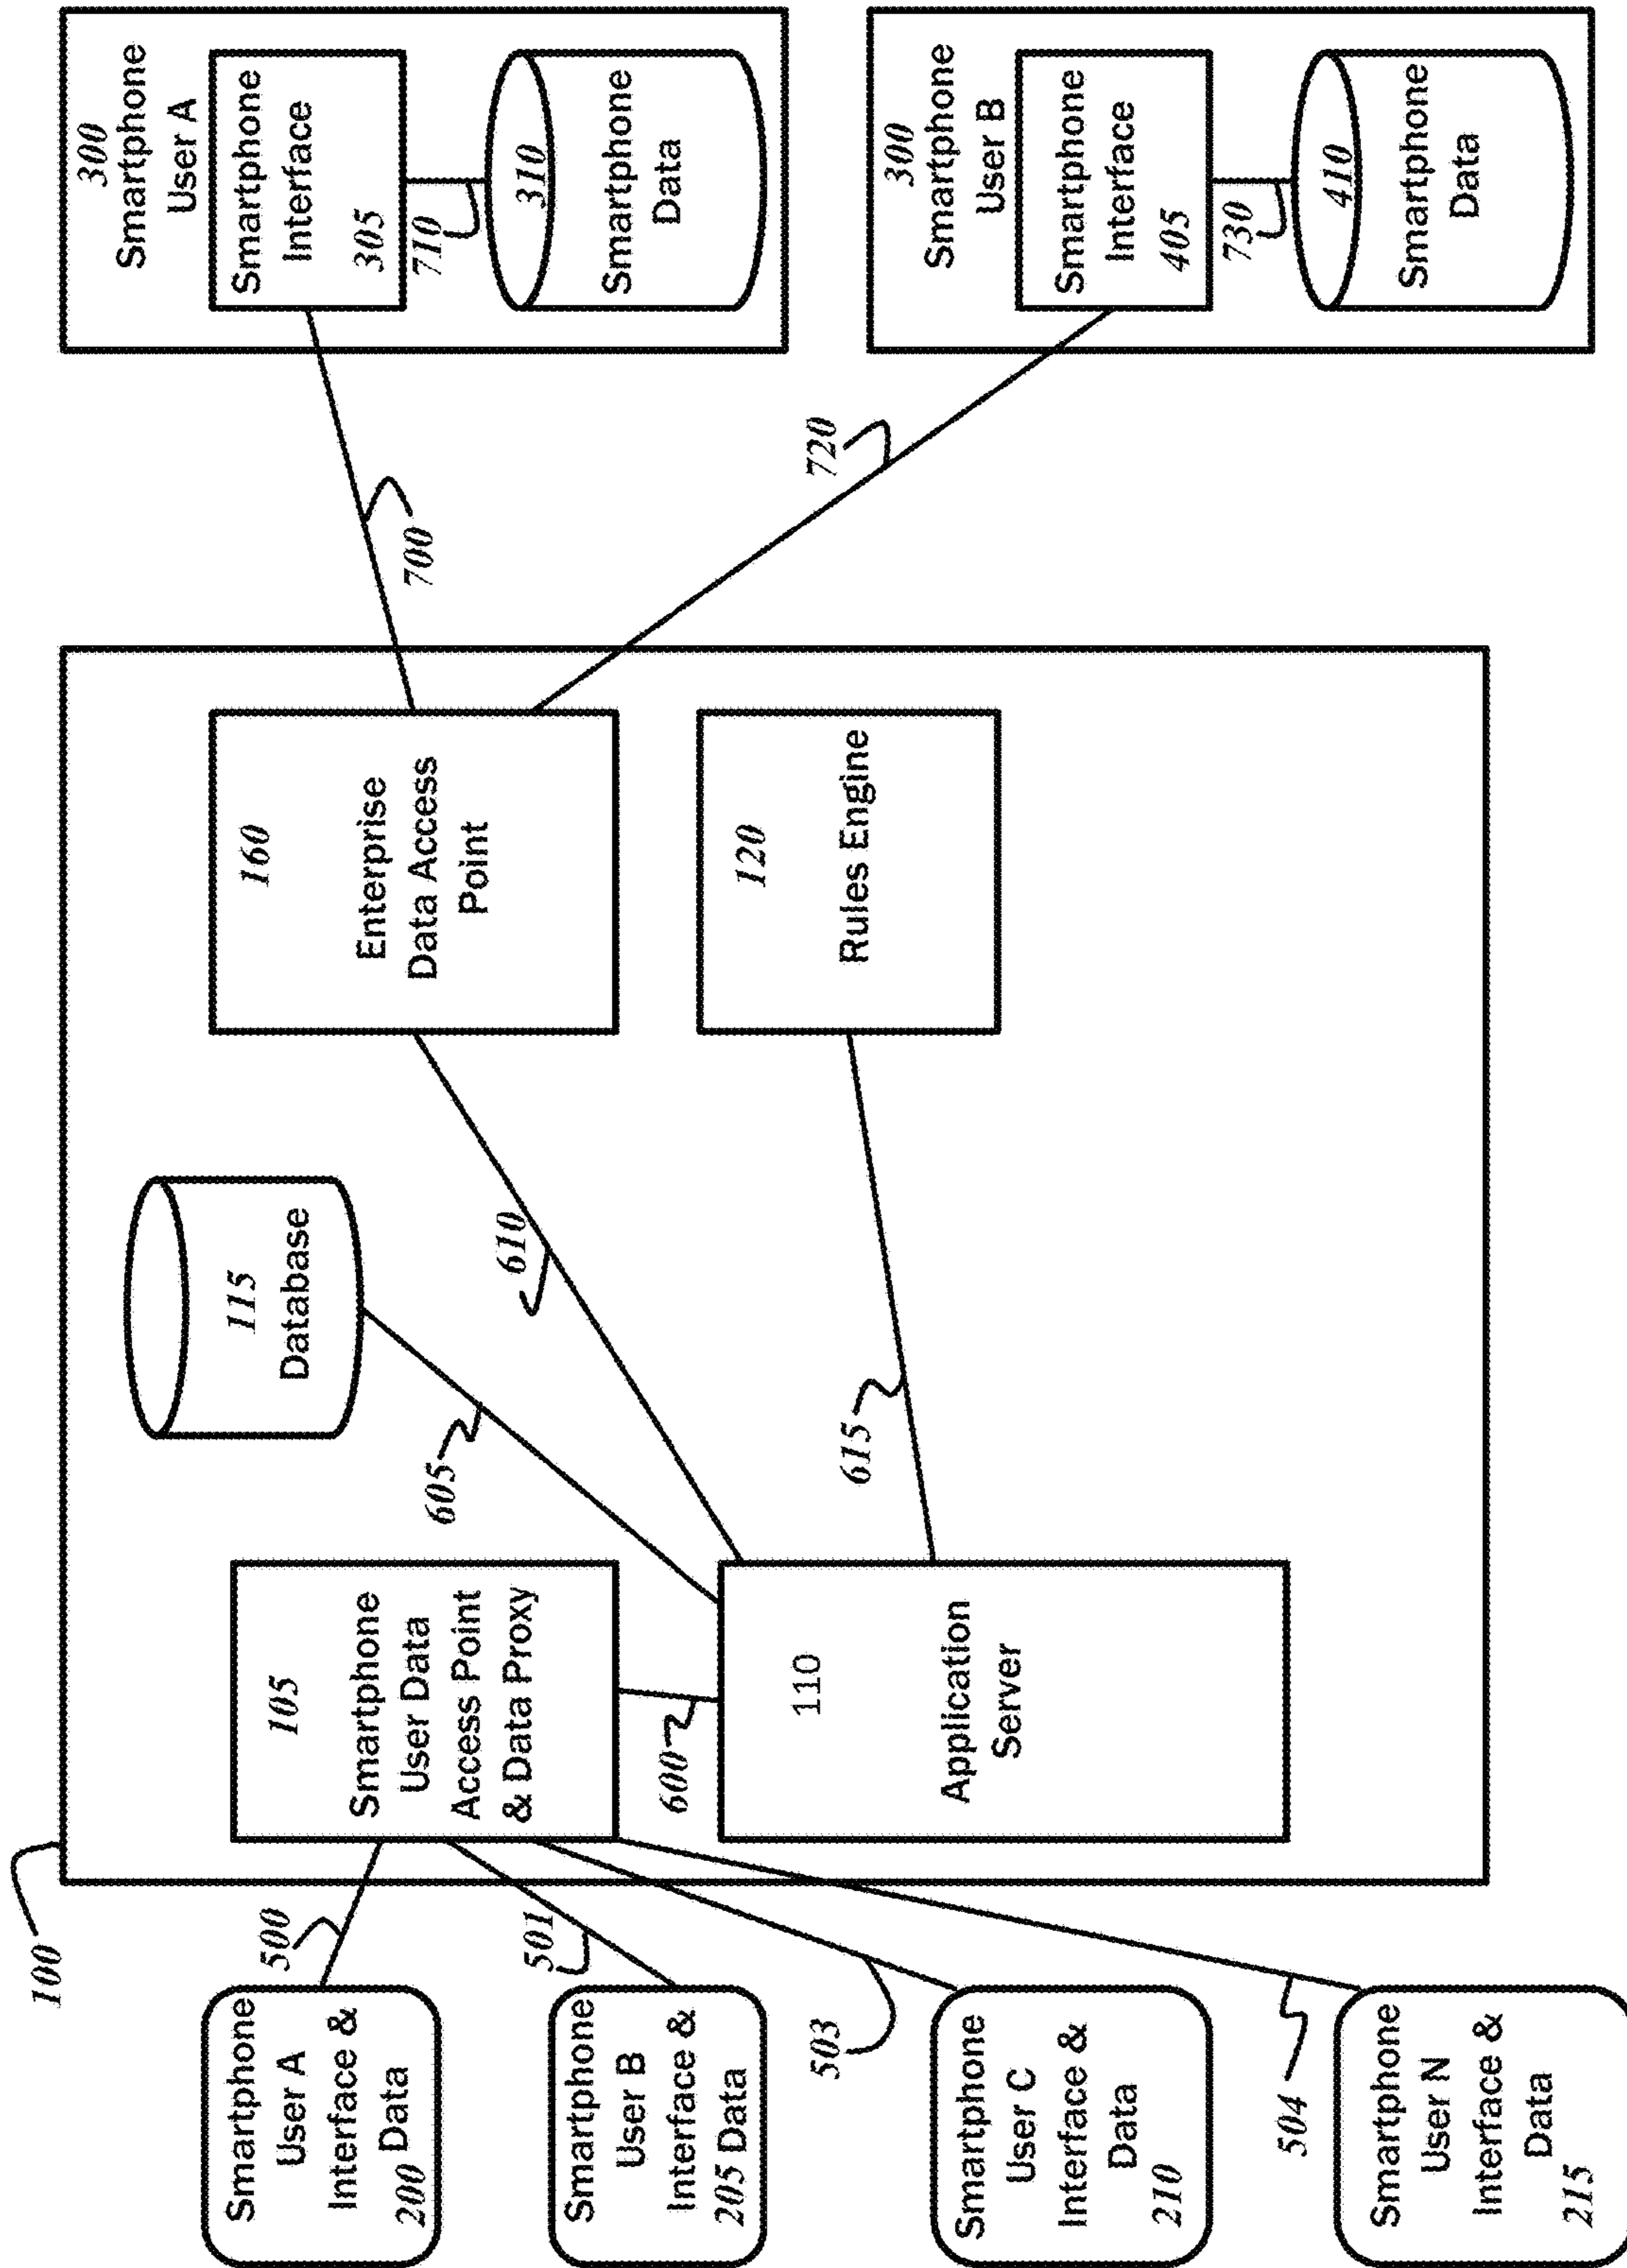 100
Smartphone
User A
Interface &
Data
200
Smartphone
User B
Interface &
205 Data
Smartphone
User C
Interface &
Data
210
Smartphone
User N
Interface &
Data
215
500
501
503
504
105
Smartphone
User Data
Access Point
& Data Proxy
600
110
Application
Server
605
115
Database
610
615
160
Enterprise
Data Access
Point
120
Rules Engine
700
720
300
Smartphone
User A
Smartphone
Interface
305
710
310
Smartphone
Data
300
Smartphone
User B
Smartphone
Interface
405
730
410
Smartphone
Data